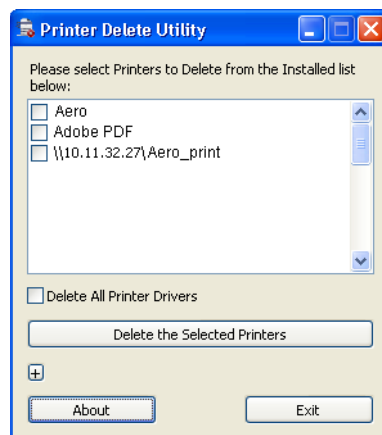 Printer Delete Utility
Please select Printers to Delete from the Installed list
below:
Aero
Adobe PDF
\\10.11.32.27\Aero_print
Delete All Printer Drivers
Delete the Selected Printers
About
Exit